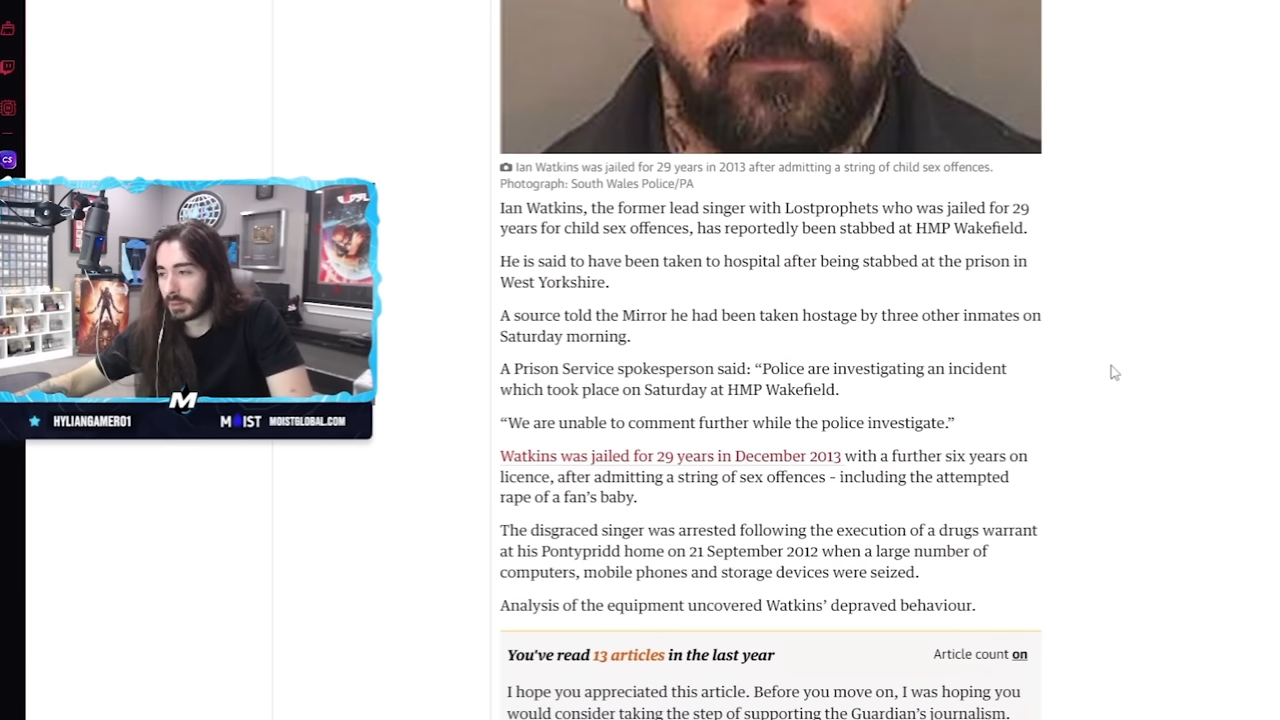 Ian Watkins was jailed for 29 years in 2013 after admitting a string of child sex offences.
Photograph: South Wales Police/PA
Ian Watkins, the former lead singer with Lostprophets who was jailed for 29
years for child sex offences, has reportedly been stabbed at HMP Wakefield.
He is said to have been taken to hospital after being stabbed at the prison in
West Yorkshire.
A source told the Mirror he had been taken hostage by three other inmates on
Saturday morning.
A Prison Service spokesperson said: “Police are investigating an incident
which took place on Saturday at HMP Wakefield.
“We are unable to comment further while the police investigate.”
Watkins was jailed for 29 years in December 2013 with a further six years on
licence, after admitting a string of sex offences – including the attempted
rape of a fan’s baby.
The disgraced singer was arrested following the execution of a drugs warrant
at his Pontypridd home on 21 September 2012 when a large number of
computers, mobile phones and storage devices were seized.
Analysis of the equipment uncovered Watkins’ depraved behaviour.
You've read 13 articles in the last year
Article count on
I hope you appreciated this article. Before you move on, I was hoping you
would consider taking the step of supporting the Guardian’s journalism.
CS
M
HYLIANGAMER01
MOIST MOISTGLOBAL.COM